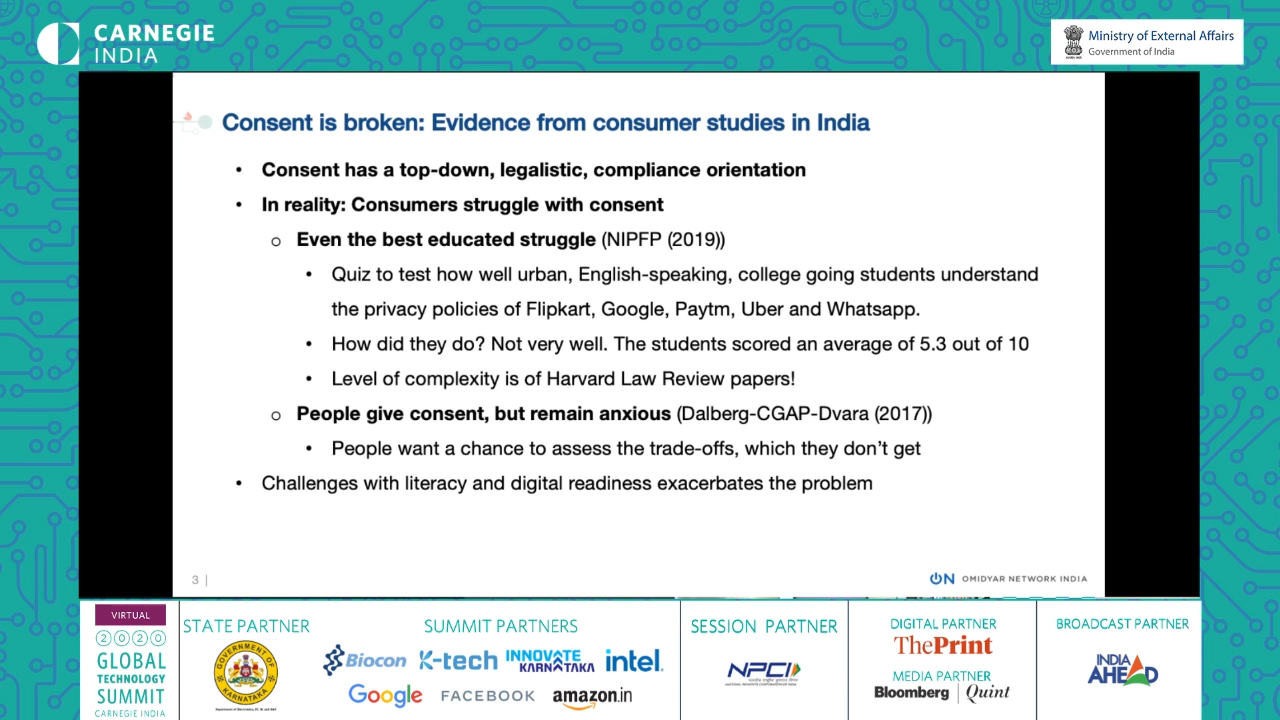 CARNEGIE
INDIA
Ministry of External Affairs
Government of India
Consent is broken: Evidence from consumer studies in India
• Consent has a top-down, legalistic, compliance orientation
• In reality: Consumers struggle with consent
o Even the best educated struggle (NIPFP (2019))
• Quiz to test how well urban, English-speaking, college going students understand
the privacy policies of Flipkart, Google, Paytm, Uber and Whatsapp.
• How did they do? Not very well. The students scored an average of 5.3 out of 10
• Level of complexity is of Harvard Law Review papers!
o People give consent, but remain anxious (Dalberg-CGAP-Dvara (2017))
• People want a chance to assess the trade-offs, which they don't get
• Challenges with literacy and digital readiness exacerbates the problem
3 |
ON OMIDYAR NETWORK INDIA
VIRTUAL
2020
GLOBAL
TECHNOLOGY
SUMMIT
CARNEGIE INDIA
STATE PARTNER
GOVERNMENT OF KARNATAKA
SUMMIT PARTNERS
Biocon K-tech INNOVATE KARNATAKA intel.
Google FACEBOOK amazon.in
SESSION PARTNER
NPCI
DIGITAL PARTNER
ThePrint
MEDIA PARTNER
Bloomberg | Quint
BROADCAST PARTNER
INDIA
AHEAD